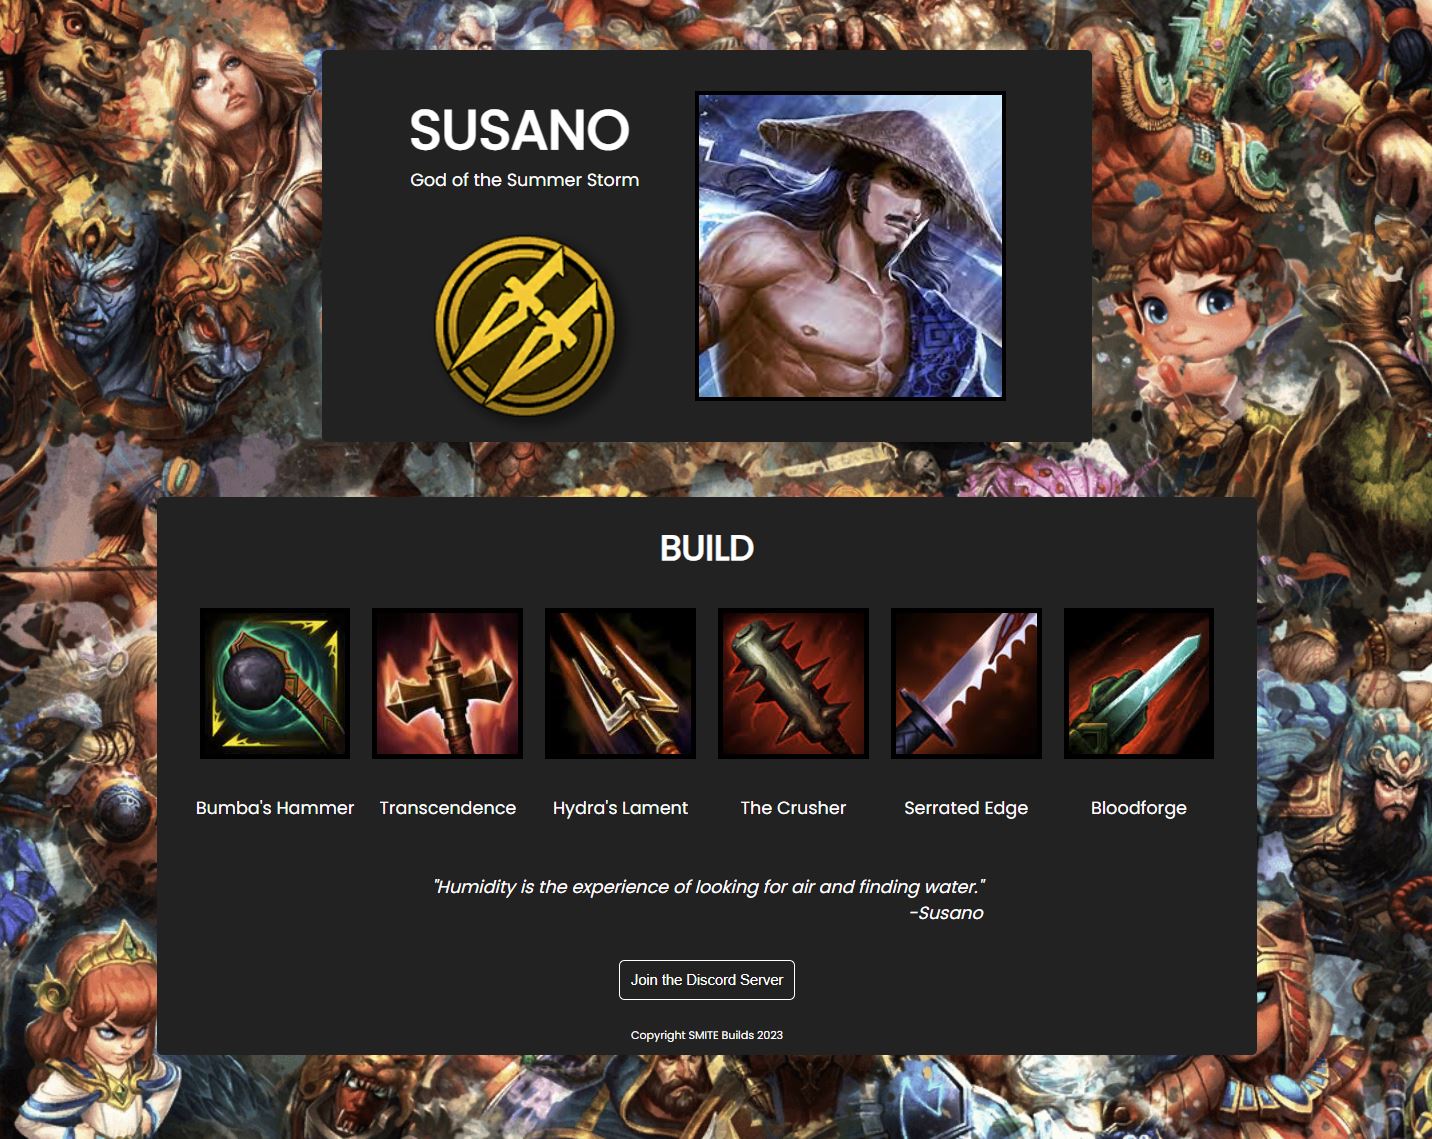 SUSANO
God of the Summer Storm
BUILD
Bumba's Hammer
Transcendence
Hydra's Lament
The Crusher
Serrated Edge
Bloodforge
"Humidity is the experience of looking for air and finding water."
-Susano
Join the Discord Server
Copyright SMITE Builds 2023